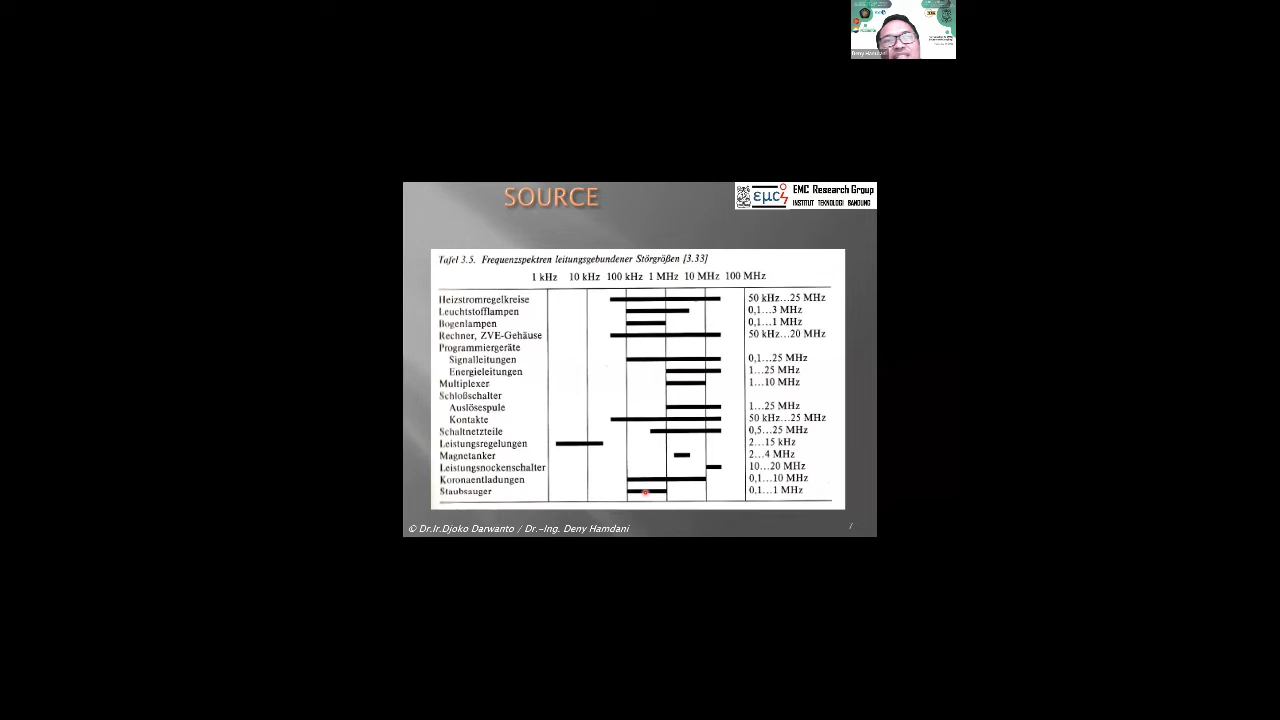 Deny Hamdani
SOURCE
εμc
EMC Research Group
INSTITUT TEKNOLOGI BANDUNG
Tafel 3.5. Frequenzspektren leitungsgebundener Störgrößen [3.33]
1 kHz 10 kHz 100 kHz 1 MHz 10 MHz 100 MHz
Heizstromregelkreise 50 kHz...25 MHz
Leuchtstofflampen 0,1...3 MHz
Bogenlampen 0,1...1 MHz
Rechner, ZVE-Gehäuse 50 kHz...20 MHz
Programmiergeräte
Signalleitungen 0,1...25 MHz
Energieleitungen 1...25 MHz
Multiplexer 1...10 MHz
Schloßschalter
Auslösespule 1...25 MHz
Kontakte 50 kHz...25 MHz
Schaltnetzteile 0,5...25 MHz
Leistungsregelungen 2...15 kHz
Magnetanker 2...4 MHz
Leistungsnockenschalter 10...20 MHz
Koronaentladungen 0,1...10 MHz
Staubsauger 0,1...1 MHz
© Dr.Ir.Djoko Darwanto / Dr.-Ing. Deny Hamdani
7